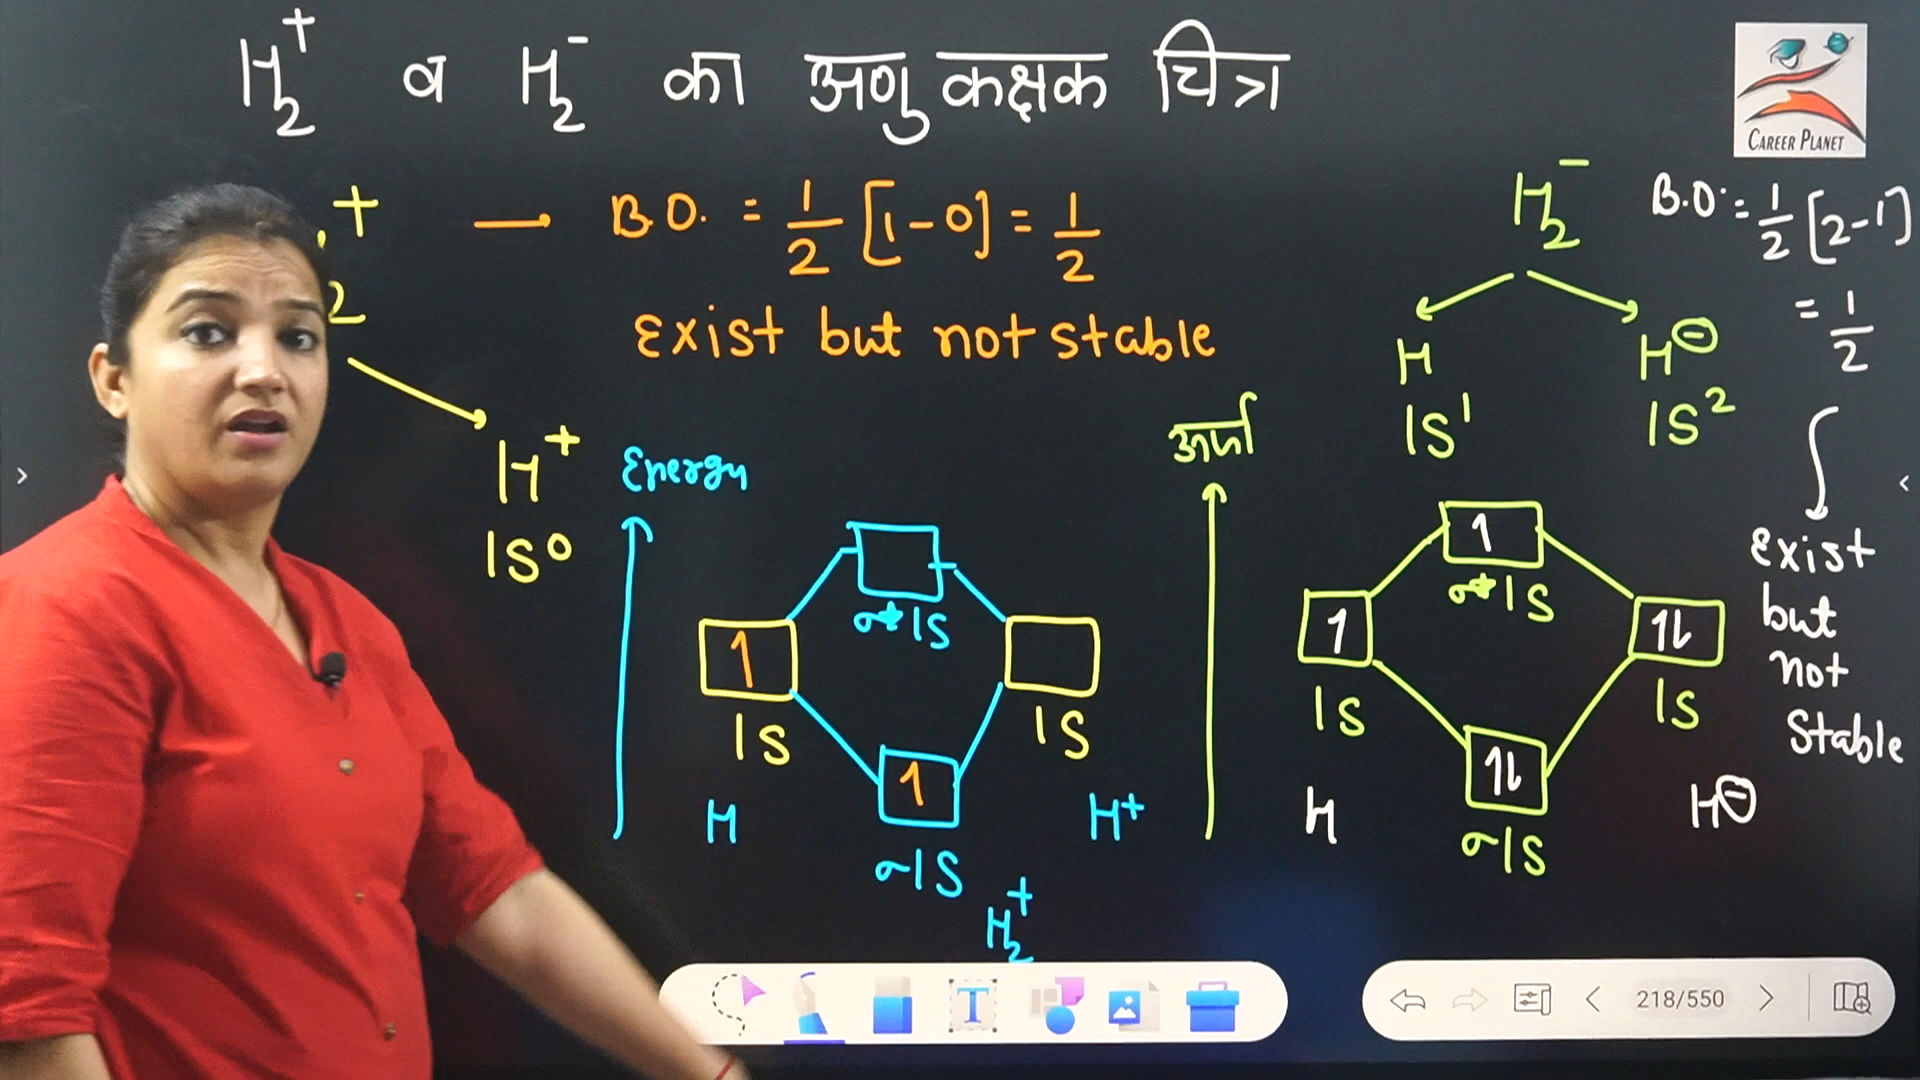 H₂⁺ व H₂⁻ का अणु कक्षक चित्र
CAREER PLANET
+ → B.O. = 1/2 [1-0] = 1/2
2
Exist but not stable
H⁺
1S⁰
Energy
σ*1S
1
1S
1S
1
H
H⁺
σ1S
H₂⁺
H₂⁻
B.O. = 1/2 [2-1]
= 1/2
H
H⊖
1S¹
1S²
ऊर्जा
1
σ*1S
1
1S
1L
1S
1L
H
H⊖
σ1S
exist
but
not
stable
T
218/550